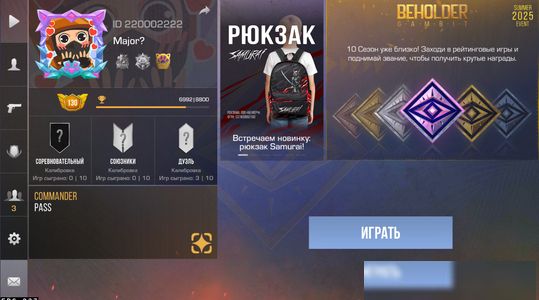 ID 220002222
Major?
130
6992|8800
?
?
?
СОРЕВНОВАТЕЛЬНЫЙ
Калибровка
Игр сыграно: 0 | 10
СОЮЗНИКИ
Калибровка
Игр сыграно: 0 | 10
ДУЭЛЬ
Калибровка
Игр сыграно: 3 | 10
COMMANDER
PASS
3
РЮКЗАК
SAMURAI
Встречаем новинку:
рюкзак Samurai!
BEHOLDER
GAMBIT
SUMMER
2025
EVENT
10 Сезон уже близко! Заходи в рейтинговые игры и
поднимай звание, чтобы получить крутые награды.
ИГРАТЬ